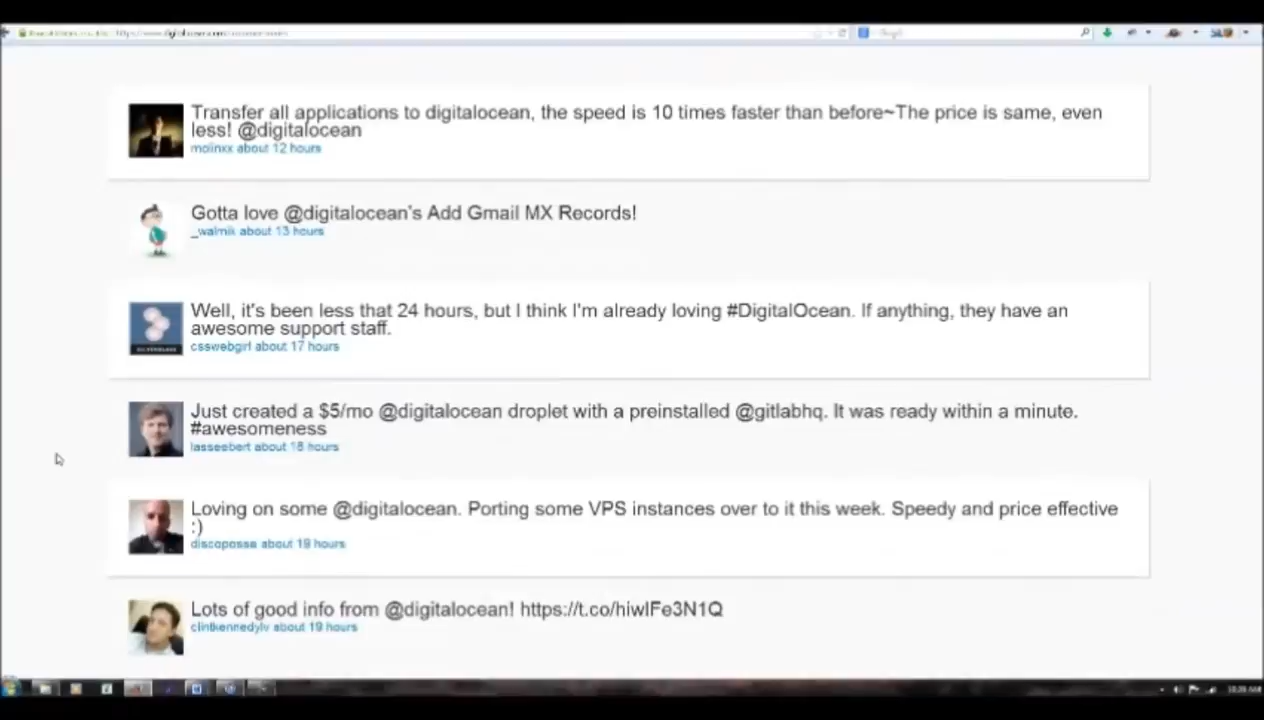 Transfer all applications to digitalocean, the speed is 10 times faster than before~The price is same, even
less! @digitalocean
molinxx about 12 hours
Gotta love @digitalocean's Add Gmail MX Records!
_walmik about 13 hours
Well, it's been less that 24 hours, but I think I'm already loving #DigitalOcean. If anything, they have an
awesome support staff.
csswebgirl about 17 hours
Just created a $5/mo @digitalocean droplet with a preinstalled @gitlabhq. It was ready within a minute.
#awesomeness
lasseebert about 18 hours
Loving on some @digitalocean. Porting some VPS instances over to it this week. Speedy and price effective
:)
discoposse about 19 hours
Lots of good info from @digitalocean! https://t.co/hiwlFe3N1Q
clintkennedylv about 19 hours